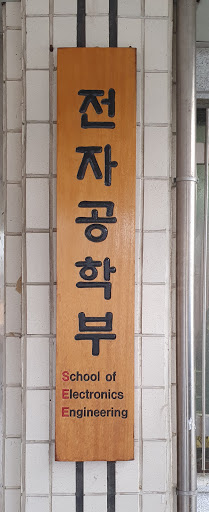 전자공학부
School of
Electronics
Engineering